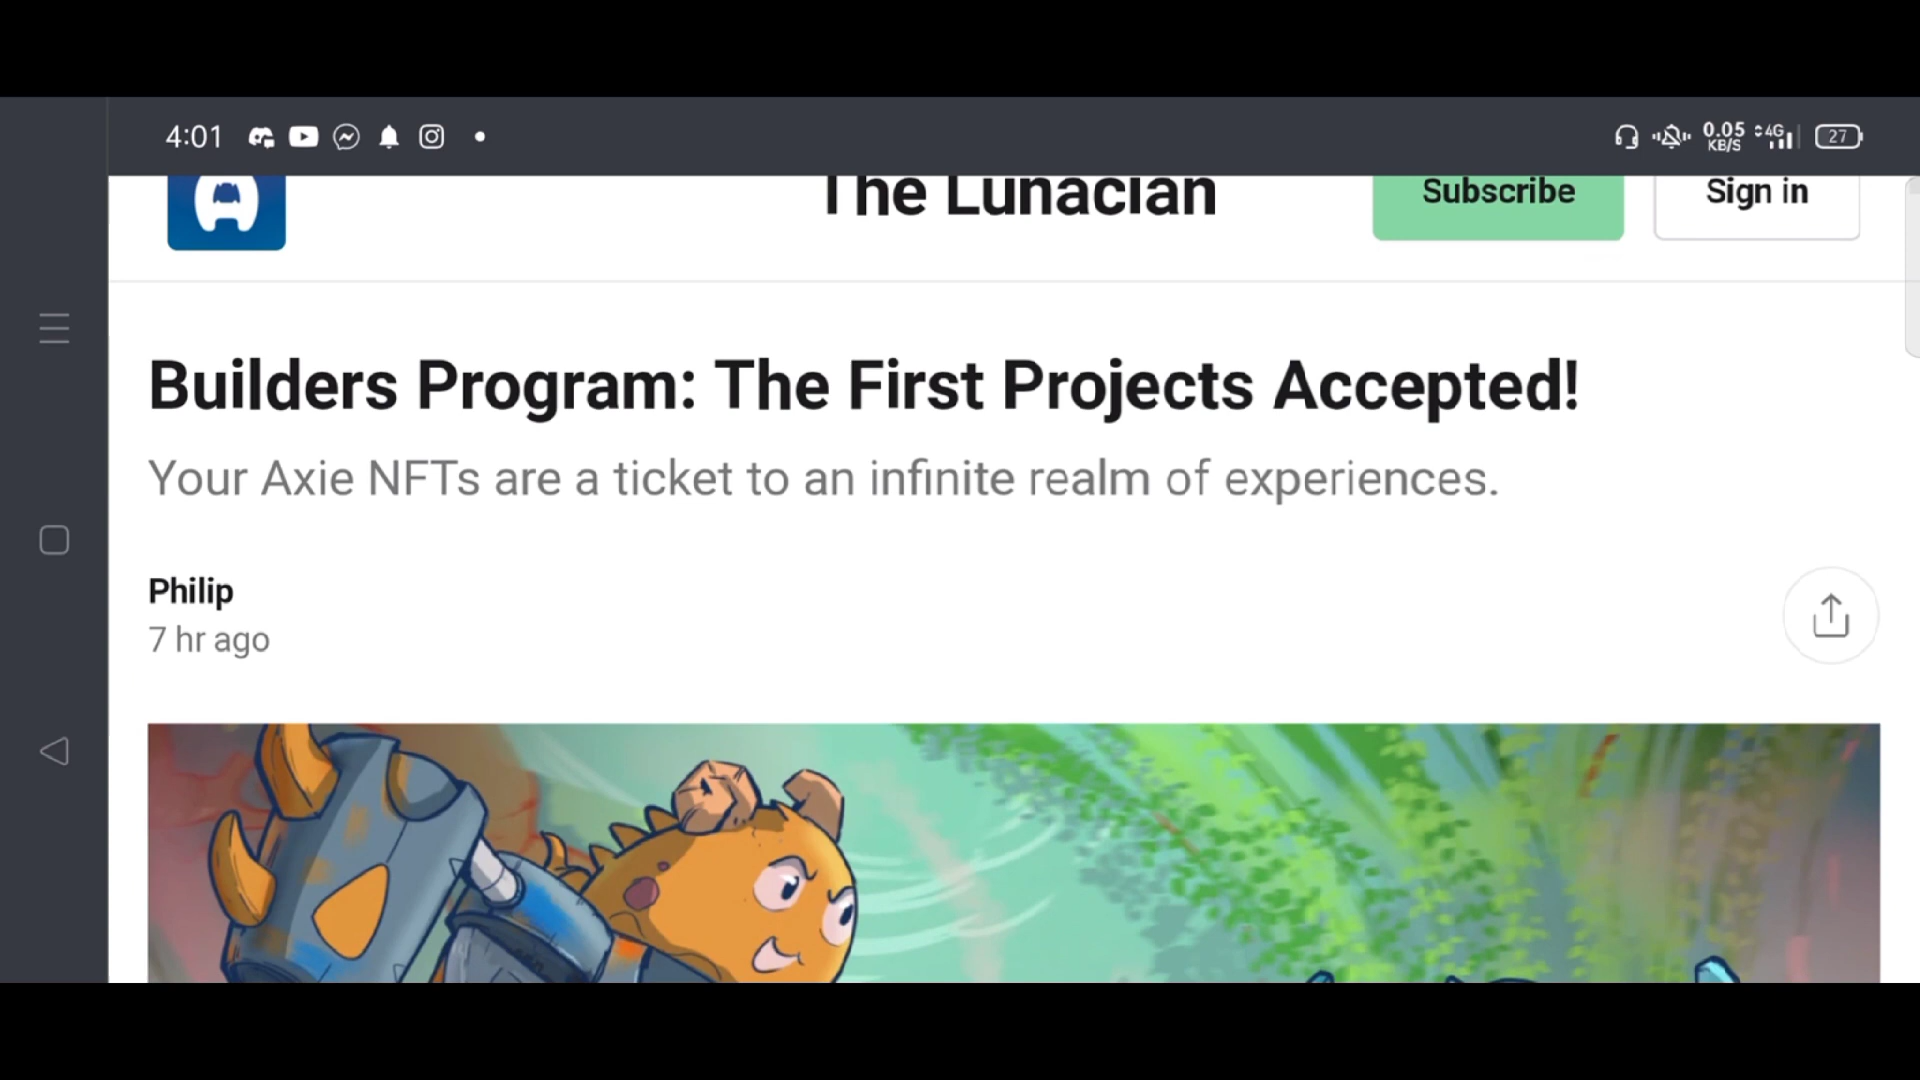 4:01
0.05
KB/S
4G
27
The Lunacian
Subscribe
Sign in
Builders Program: The First Projects Accepted!
Your Axie NFTs are a ticket to an infinite realm of experiences.
Philip
7 hr ago